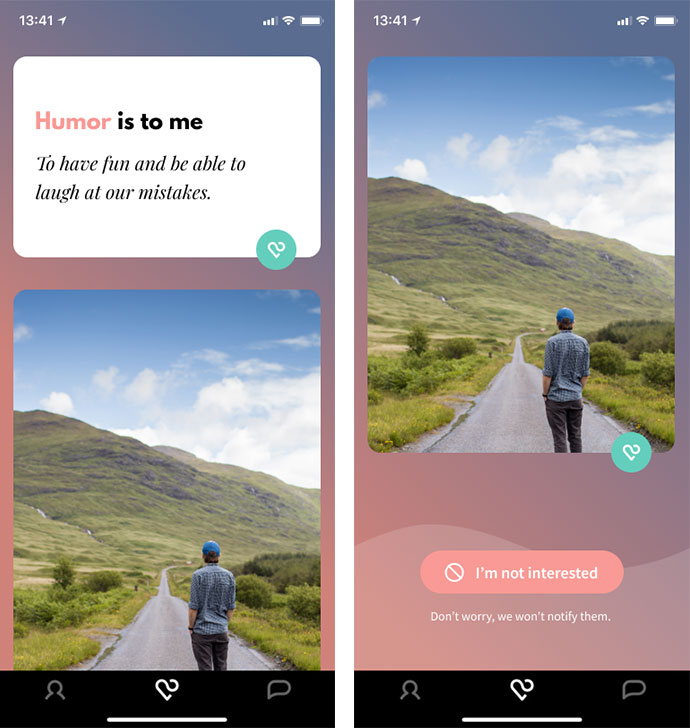 13:41
Humor is to me
To have fun and be able to
laugh at our mistakes.
13:41
I'm not interested
Don't worry, we won't notify them.